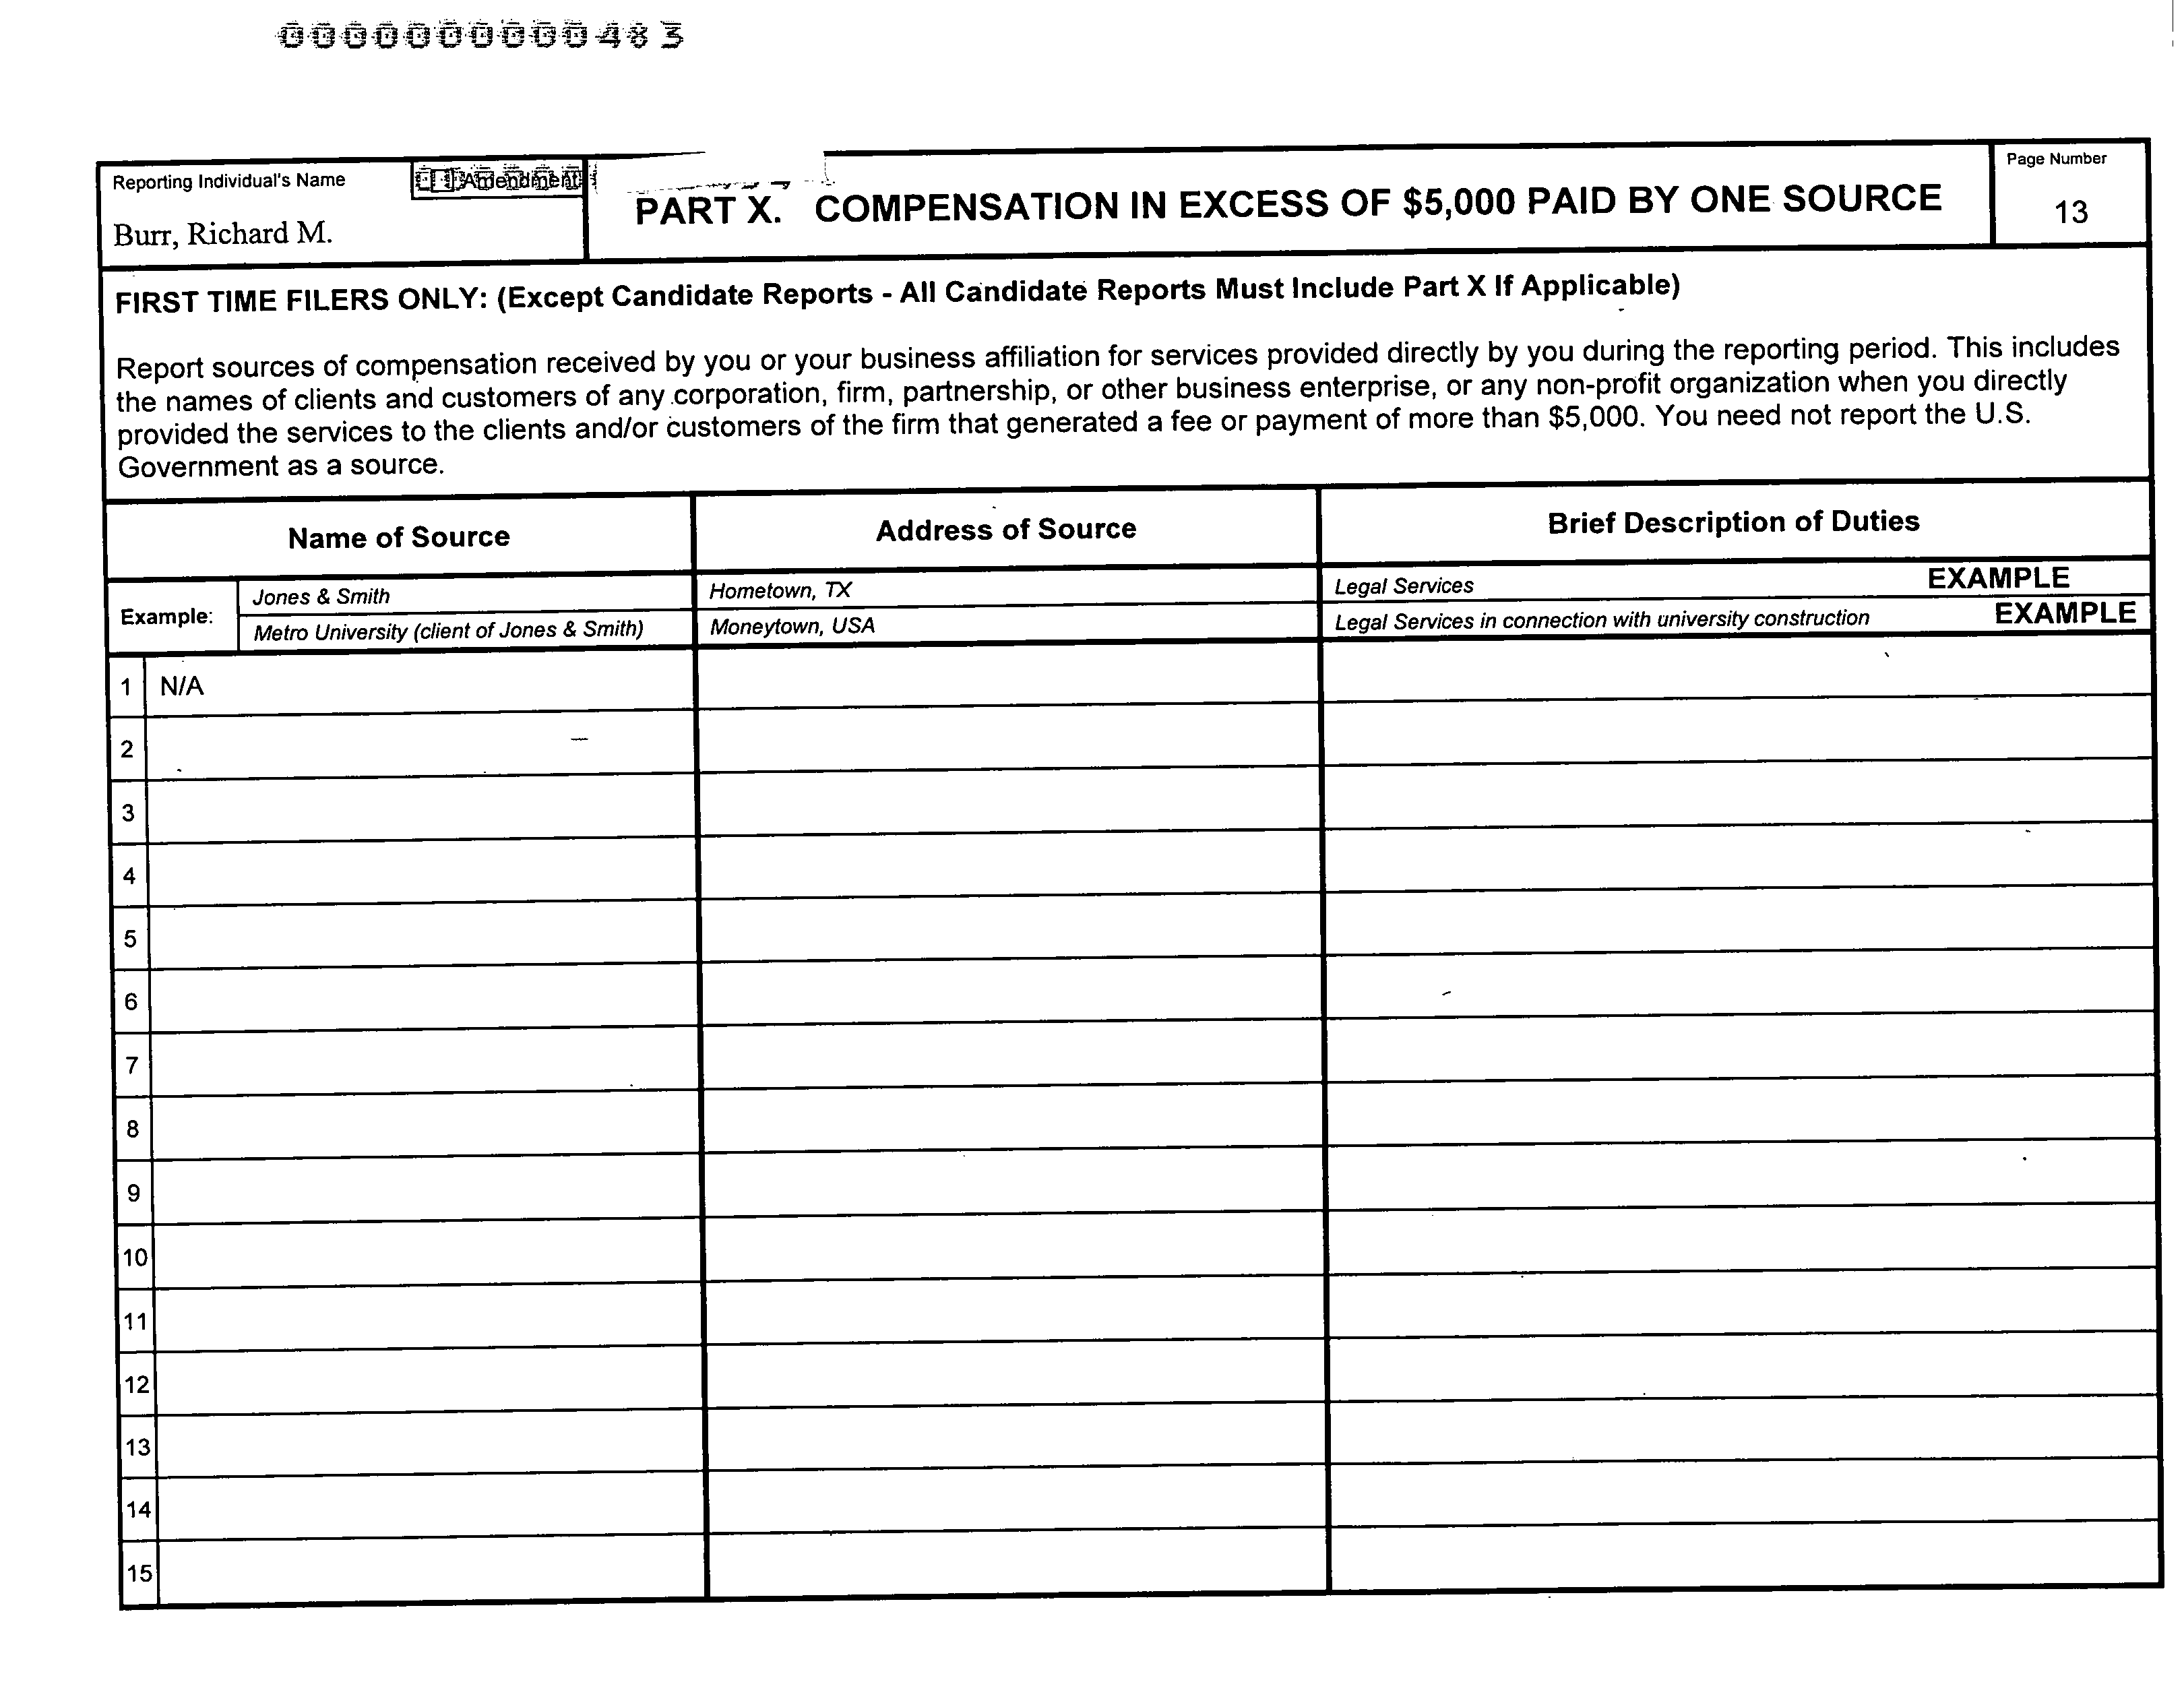 0000000000483
Reporting Individual's Name
Amendment
Burr, Richard M.
PART X. COMPENSATION IN EXCESS OF $5,000 PAID BY ONE SOURCE
Page Number
13
FIRST TIME FILERS ONLY: (Except Candidate Reports - All Candidate Reports Must Include Part X If Applicable)
Report sources of compensation received by you or your business affiliation for services provided directly by you during the reporting period. This includes
the names of clients and customers of any corporation, firm, partnership, or other business enterprise, or any non-profit organization when you directly
provided the services to the clients and/or customers of the firm that generated a fee or payment of more than $5,000. You need not report the U.S.
Government as a source.
Name of Source Address of Source Brief Description of Duties
Example:
Jones & Smith Hometown, TX Legal Services EXAMPLE
Metro University (client of Jones & Smith) Moneytown, USA Legal Services in connection with university construction EXAMPLE
1 N/A
2
3
4
5
6
7
8
9
10
11
12
13
14
15